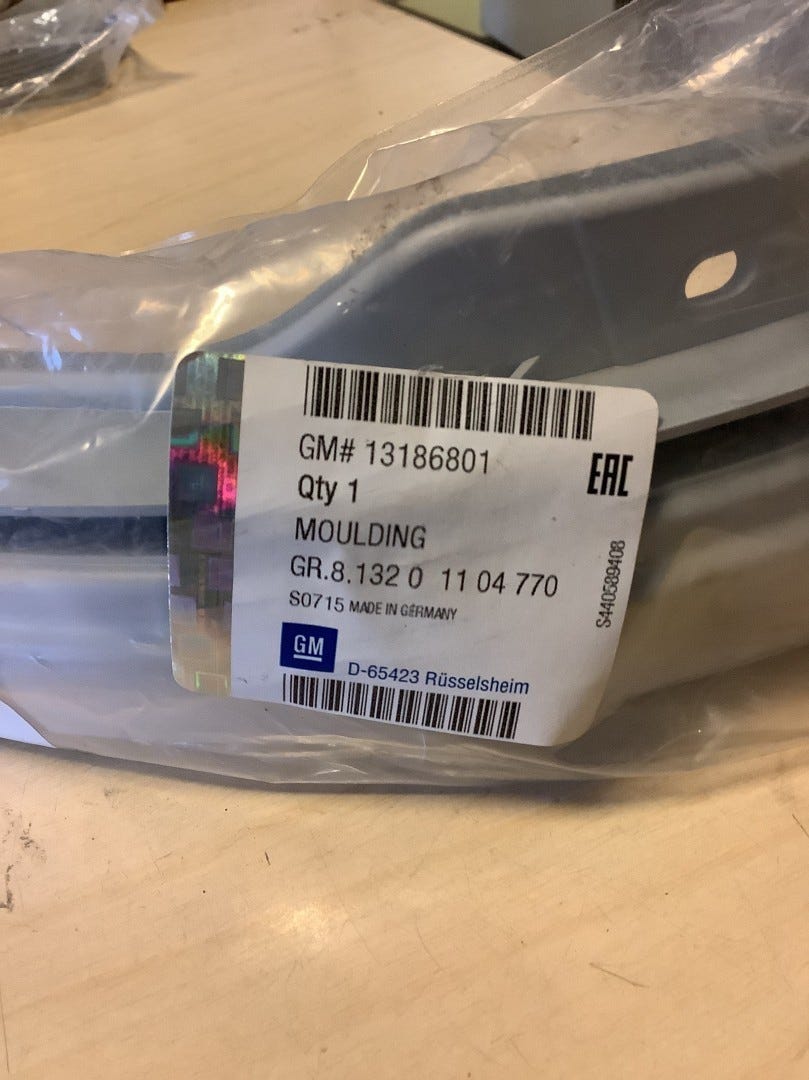 GM# 13186801
Qty 1
EAC
MOULDING
GR.8.132 0 11 04 770
S0715 MADE IN GERMANY
S440589408
GM
D-65423 Rüsselsheim